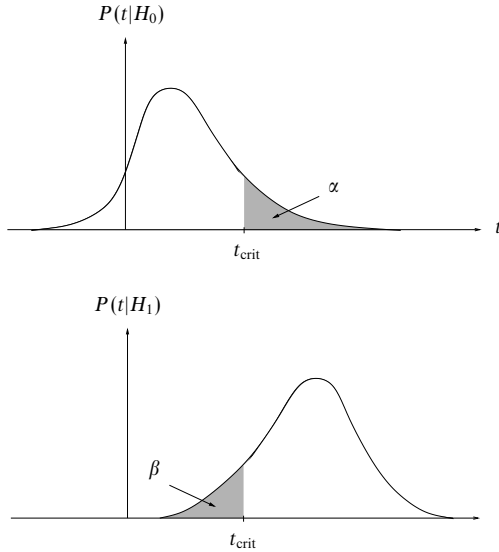 P(t|H₀)
α
t
t_crit
P(t|H₁)
β
t_crit